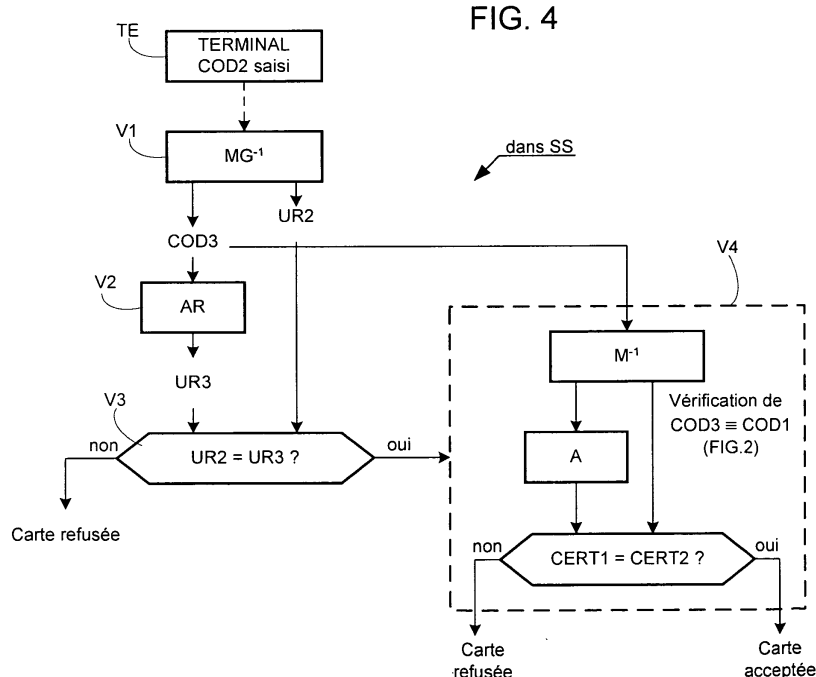 FIG. 4
TE
TERMINAL
COD2 saisi
V1
MG-1
dans SS
UR2
COD3
V4
V2
AR
M-1
UR3
Vérification de
COD3 ≡ COD1
(FIG.2)
V3
non
UR2 = UR3 ?
oui
A
Carte refusée
non
CERT1 = CERT2 ?
oui
Carte
refusée
Carte
acceptée